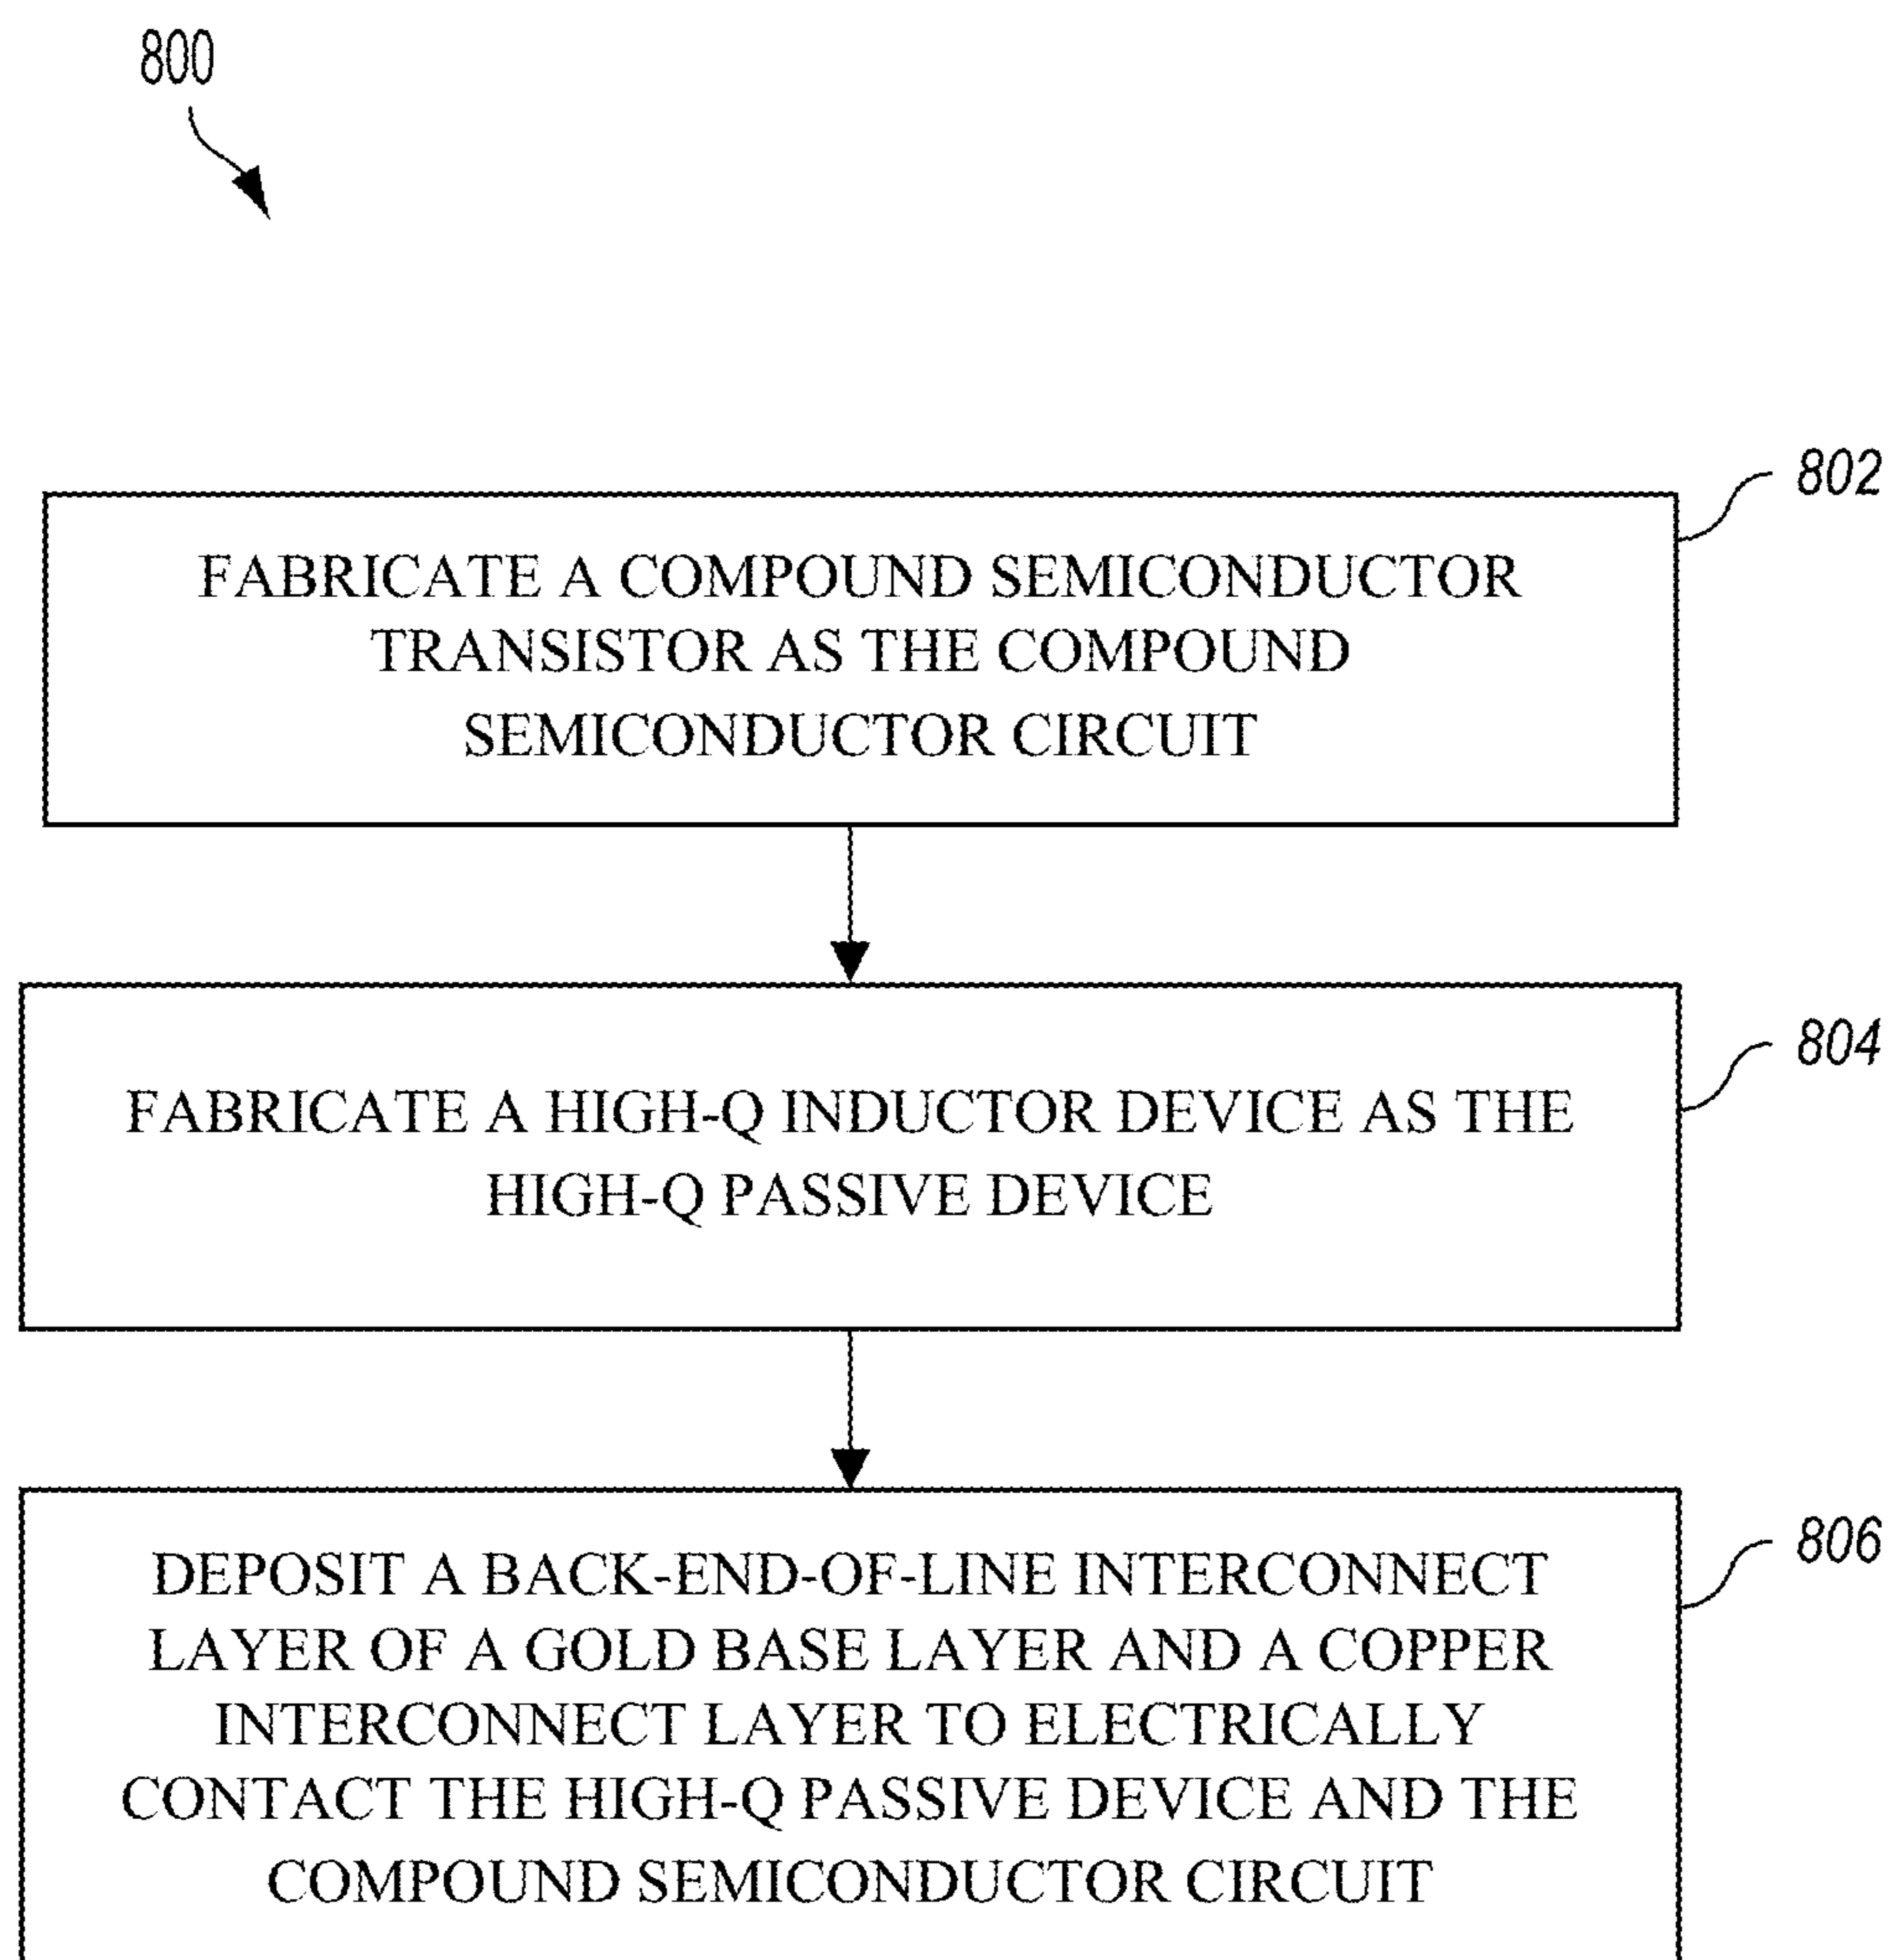 800
802
FABRICATE A COMPOUND SEMICONDUCTOR
TRANSISTOR AS THE COMPOUND
SEMICONDUCTOR CIRCUIT
804
FABRICATE A HIGH-Q INDUCTOR DEVICE AS THE
HIGH-Q PASSIVE DEVICE
806
DEPOSIT A BACK-END-OF-LINE INTERCONNECT
LAYER OF A GOLD BASE LAYER AND A COPPER
INTERCONNECT LAYER TO ELECTRICALLY
CONTACT THE HIGH-Q PASSIVE DEVICE AND THE
COMPOUND SEMICONDUCTOR CIRCUIT